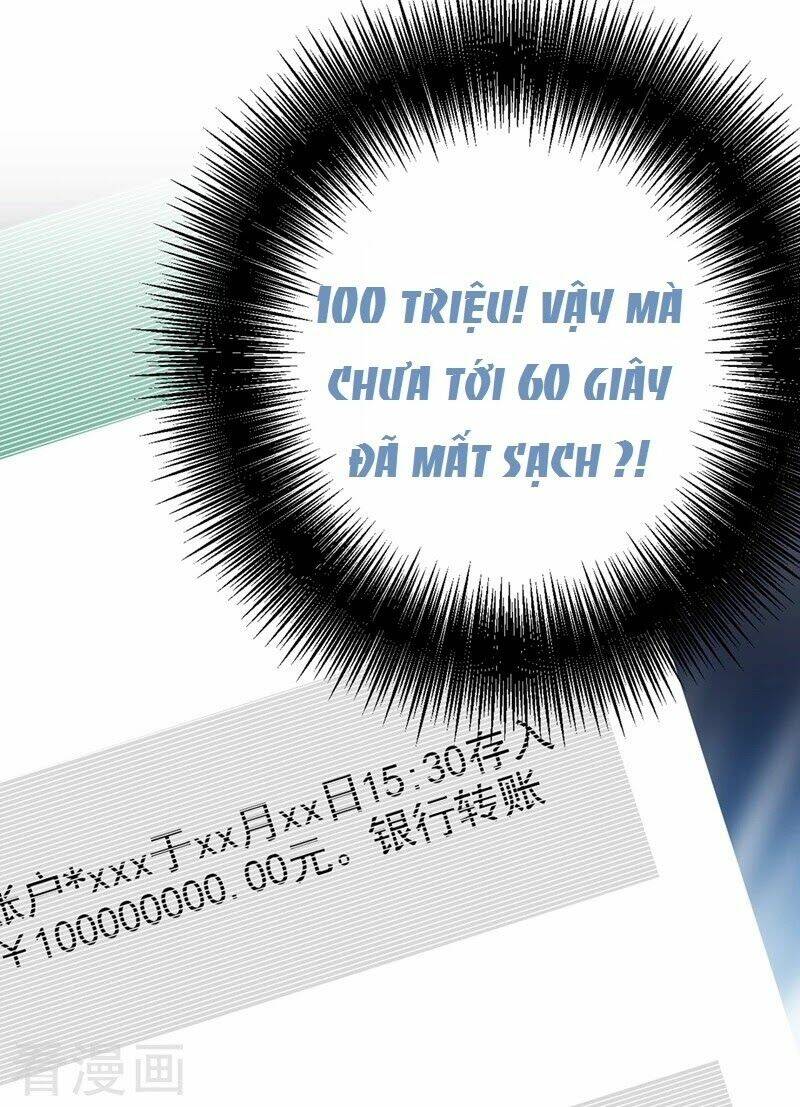 100 TRIỆU! VẬY MÀ
CHƯA TỚI 60 GIÂY
ĐÃ MẤT SẠCH ?!
账户*xxx于xx月xx日15:30存入
￥100000000.00元。银行转账
看漫画